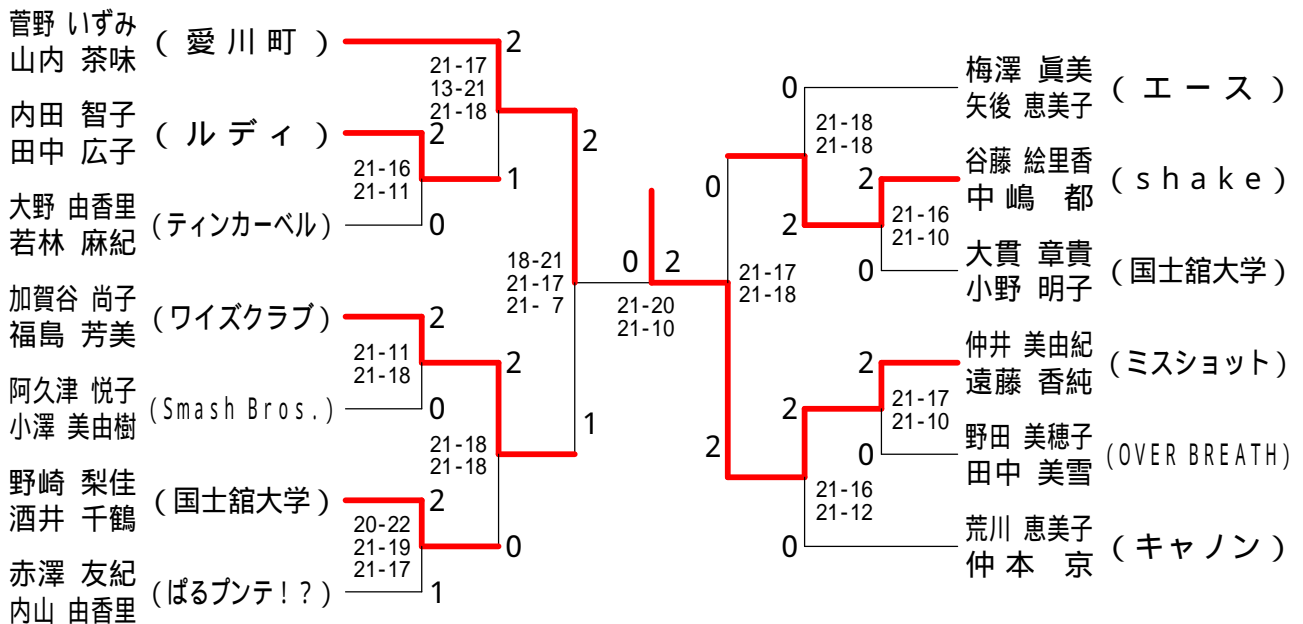 菅野 いずみ
山内 茶味
( 愛 川 町 )
2
21-17
13-21
21-18
内田 智子
田中 広子
( ル デ ィ )
2
21-16
21-11
1
大野 由香里
若林 麻紀
(ティンカーベル)
0
2
18-21
21-17
21- 7
加賀谷 尚子
福島 芳美
(ワイズクラブ)
2
21-11
21-18
2
阿久津 悦子
小澤 美由樹
(Smash Bros.)
0
21-18
21-18
1
野崎 梨佳
酒井 千鶴
(国士舘大学)
2
20-22
21-19
21-17
0
赤澤 友紀
内山 由香里
(ぱるプンテ!?)
1
0
2
21-20
21-10
0
梅澤 眞美
矢後 恵美子
( エ ー ス )
21-18
21-18
0
2
谷藤 絵里香
中 嶋 都
(shake)
2
21-16
21-10
0
大貫 章貴
小野 明子
(国士舘大学)
21-17
21-18
2
仲井 美由紀
遠藤 香純
(ミスショット)
2
21-17
21-10
2
0
野田 美穂子
田中 美雪
(OVER BREATH)
21-16
21-12
0
荒川 恵美子
仲 本 京
(キャノン)